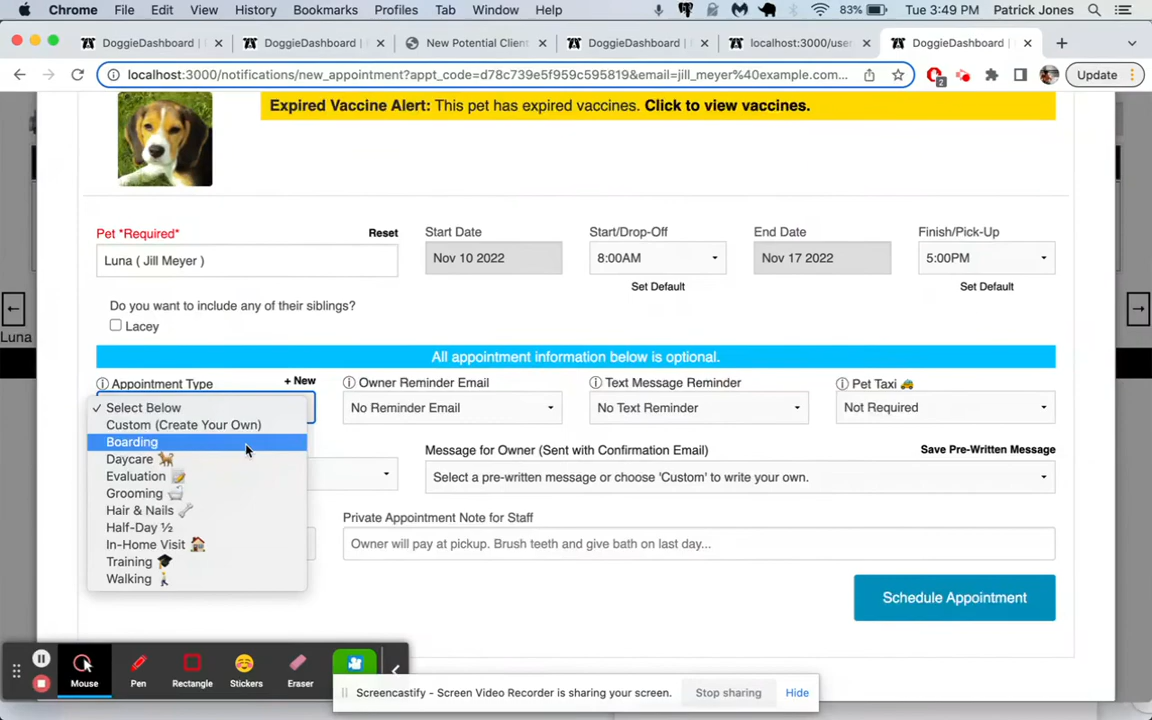 Chrome File Edit View History Bookmarks Profiles Tab Window Help 83% Tue 3:49 PM Patrick Jones
DoggieDashboard | DoggieDashboard | New Potential Clien DoggieDashboard | localhost:3000/user DoggieDashboard |
localhost:3000/notifications/new_appointment?appt_code=d78c739e5f959c595819&email=jill_meyer%40example.com... 2 Update
Expired Vaccine Alert: This pet has expired vaccines. Click to view vaccines.
Pet *Required* Reset Start Date Start/Drop-Off End Date Finish/Pick-Up
Luna ( Jill Meyer ) Nov 10 2022 8:00AM Nov 17 2022 5:00PM
Set Default Set Default
Do you want to include any of their siblings?
Lacey
Luna
All appointment information below is optional.
Appointment Type + New Owner Reminder Email Text Message Reminder Pet Taxi 🚕
✓ Select Below No Reminder Email No Text Reminder Not Required
Custom (Create Your Own)
Boarding
Daycare 🐕
Evaluation 📝
Grooming 🛁
Hair & Nails 🦴
Half-Day ½
In-Home Visit 🏠
Training 🎓
Walking 🚶
Message for Owner (Sent with Confirmation Email) Save Pre-Written Message
Select a pre-written message or choose 'Custom' to write your own.
Private Appointment Note for Staff
Owner will pay at pickup. Brush teeth and give bath on last day...
Schedule Appointment
Mouse Pen Rectangle Stickers Eraser
Screencastify - Screen Video Recorder is sharing your screen. Stop sharing Hide